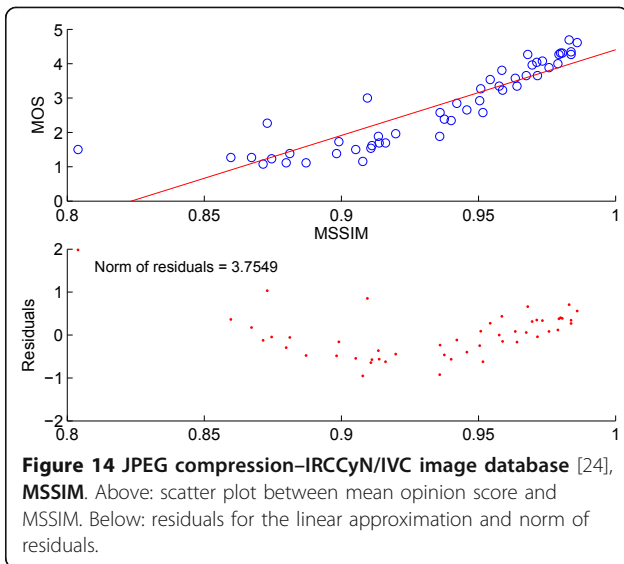 5
4
3
2
1
0
MOS
0.8 0.85 0.9 0.95 1
MSSIM
2
1
0
−1
−2
Residuals
Norm of residuals = 3.7549
0.8 0.85 0.9 0.95 1
Figure 14 JPEG compression–IRCCyN/IVC image database [24],
MSSIM. Above: scatter plot between mean opinion score and
MSSIM. Below: residuals for the linear approximation and norm of
residuals.